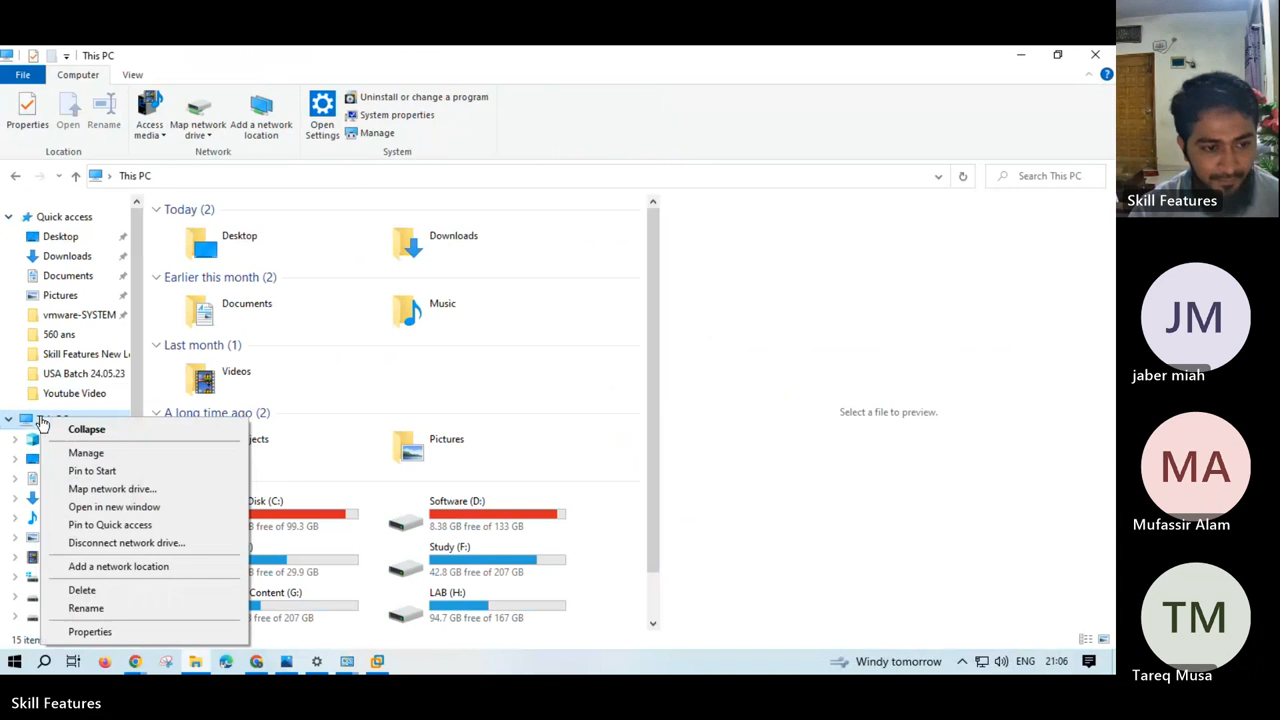 This PC
File
Computer
View
Properties
Open
Rename
Access media
Map network drive
Add a network location
Open Settings
Uninstall or change a program
System properties
Manage
Location
Network
System
This PC
Search This PC
Quick access
Desktop
Downloads
Documents
Pictures
vmware-SYSTEM
560 ans
Skill Features New L
USA Batch 24.05.23
Youtube Video
Today (2)
Desktop
Downloads
Earlier this month (2)
Documents
Music
Last month (1)
Videos
A long time ago (2)
Pictures
Disk (C:)
free of 99.3 GB
Software (D:)
8.38 GB free of 133 GB
free of 29.9 GB
Study (F:)
42.8 GB free of 207 GB
Content (G:)
free of 207 GB
LAB (H:)
94.7 GB free of 167 GB
Select a file to preview.
Collapse
Manage
Pin to Start
Map network drive...
Open in new window
Pin to Quick access
Disconnect network drive...
Add a network location
Delete
Rename
Properties
Windy tomorrow
ENG
21:06
Skill Features
JM
jaber miah
MA
Mufassir Alam
TM
Tareq Musa
Skill Features